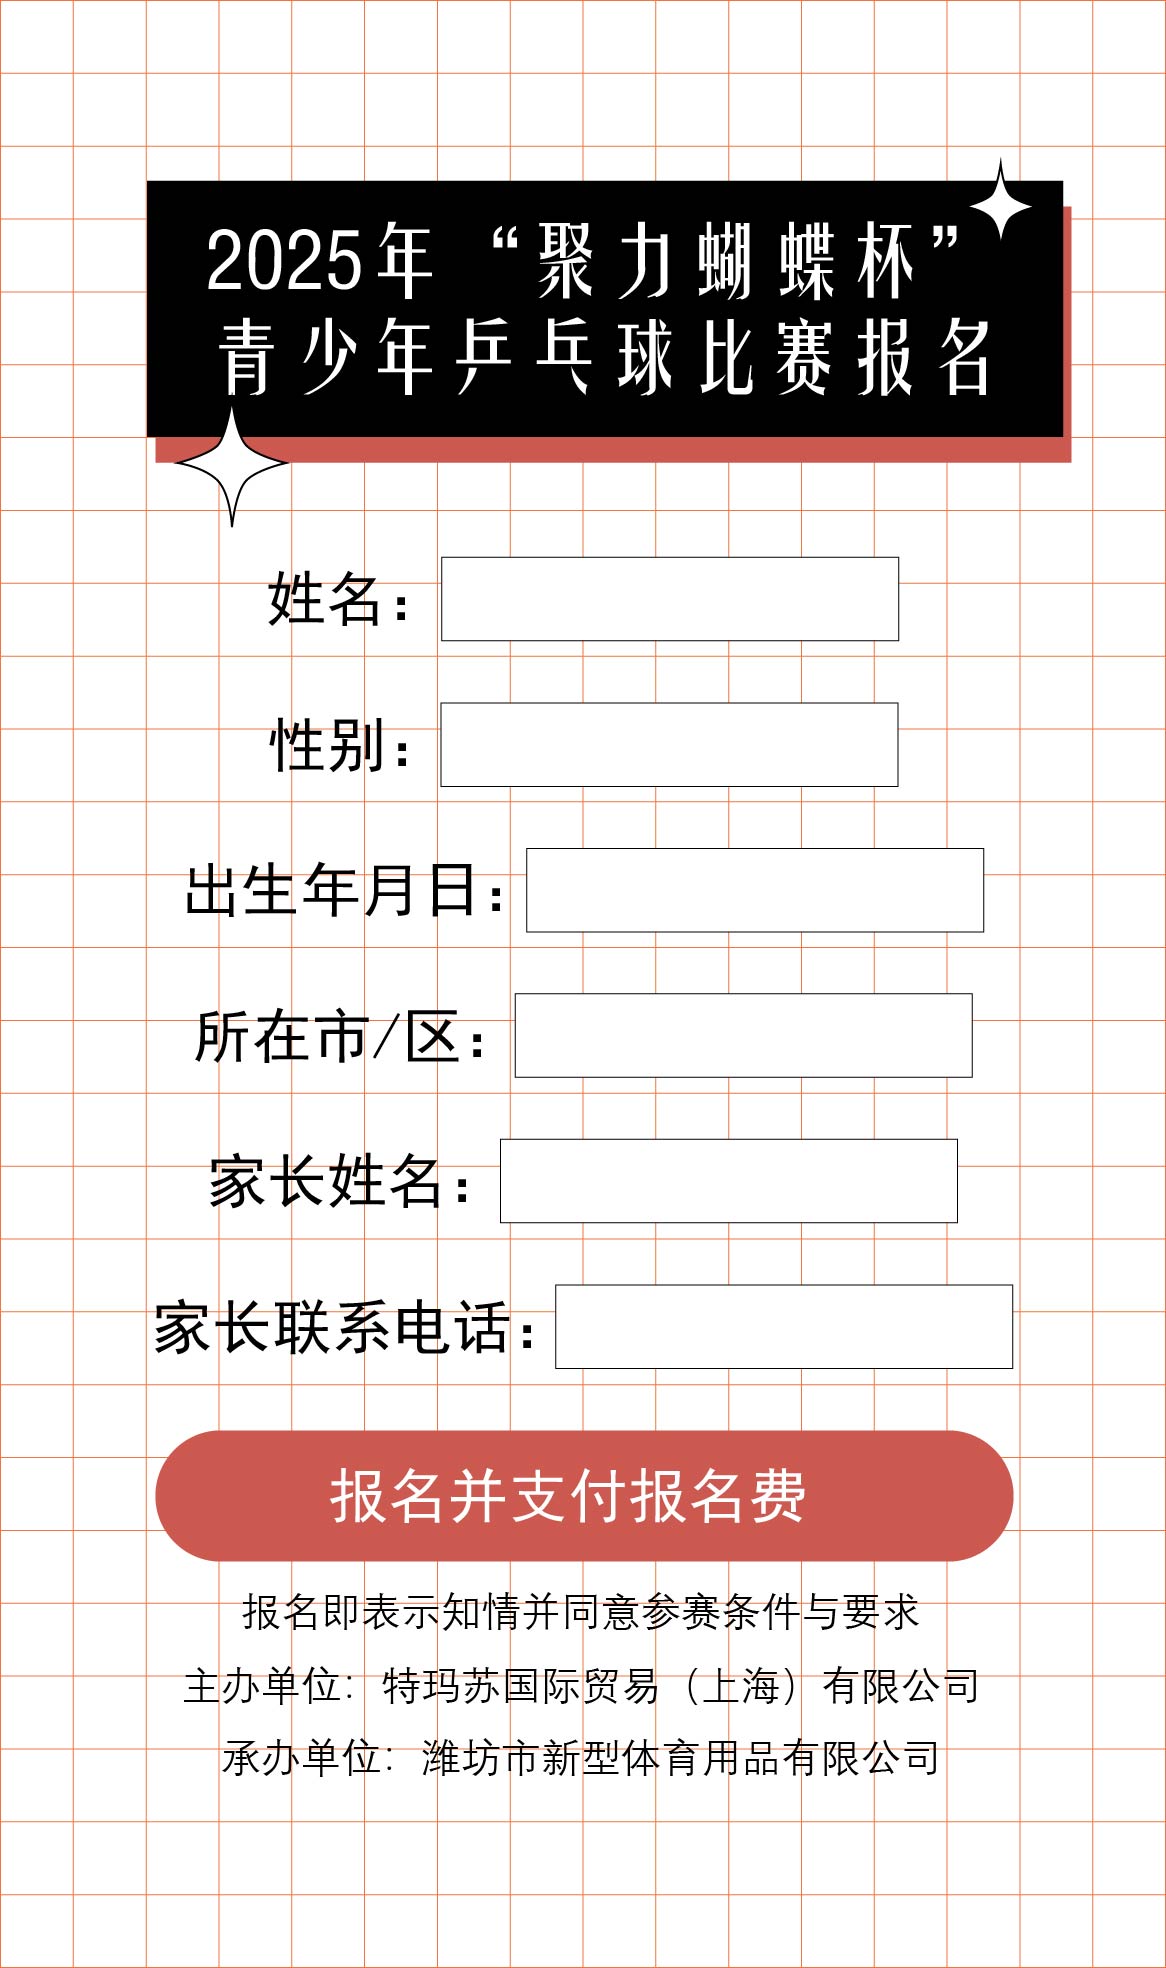 2025年“聚力蝴蝶杯”
青少年乒乓球比赛报名
姓名：
性别：
出生年月日：
所在市/区：
家长姓名：
家长联系电话：
报名并支付报名费
报名即表示知情并同意参赛条件与要求
主办单位：特玛苏国际贸易（上海）有限公司
承办单位：潍坊市新型体育用品有限公司